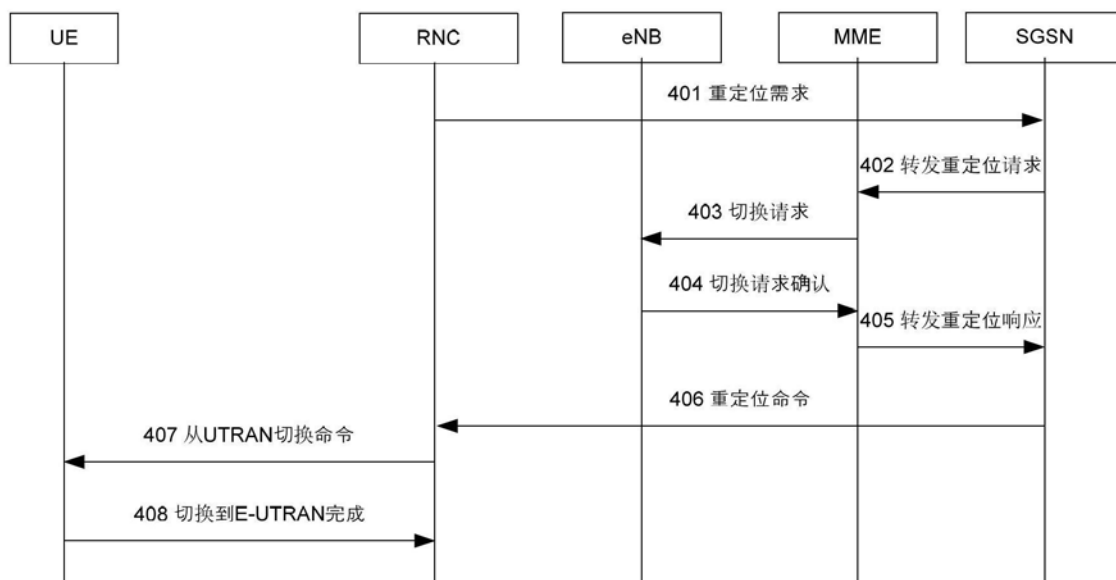 UE
RNC
eNB
MME
SGSN
401 重定位需求
402 转发重定位请求
403 切换请求
404 切换请求确认
405 转发重定位响应
406 重定位命令
407 从UTRAN切换命令
408 切换到E-UTRAN完成